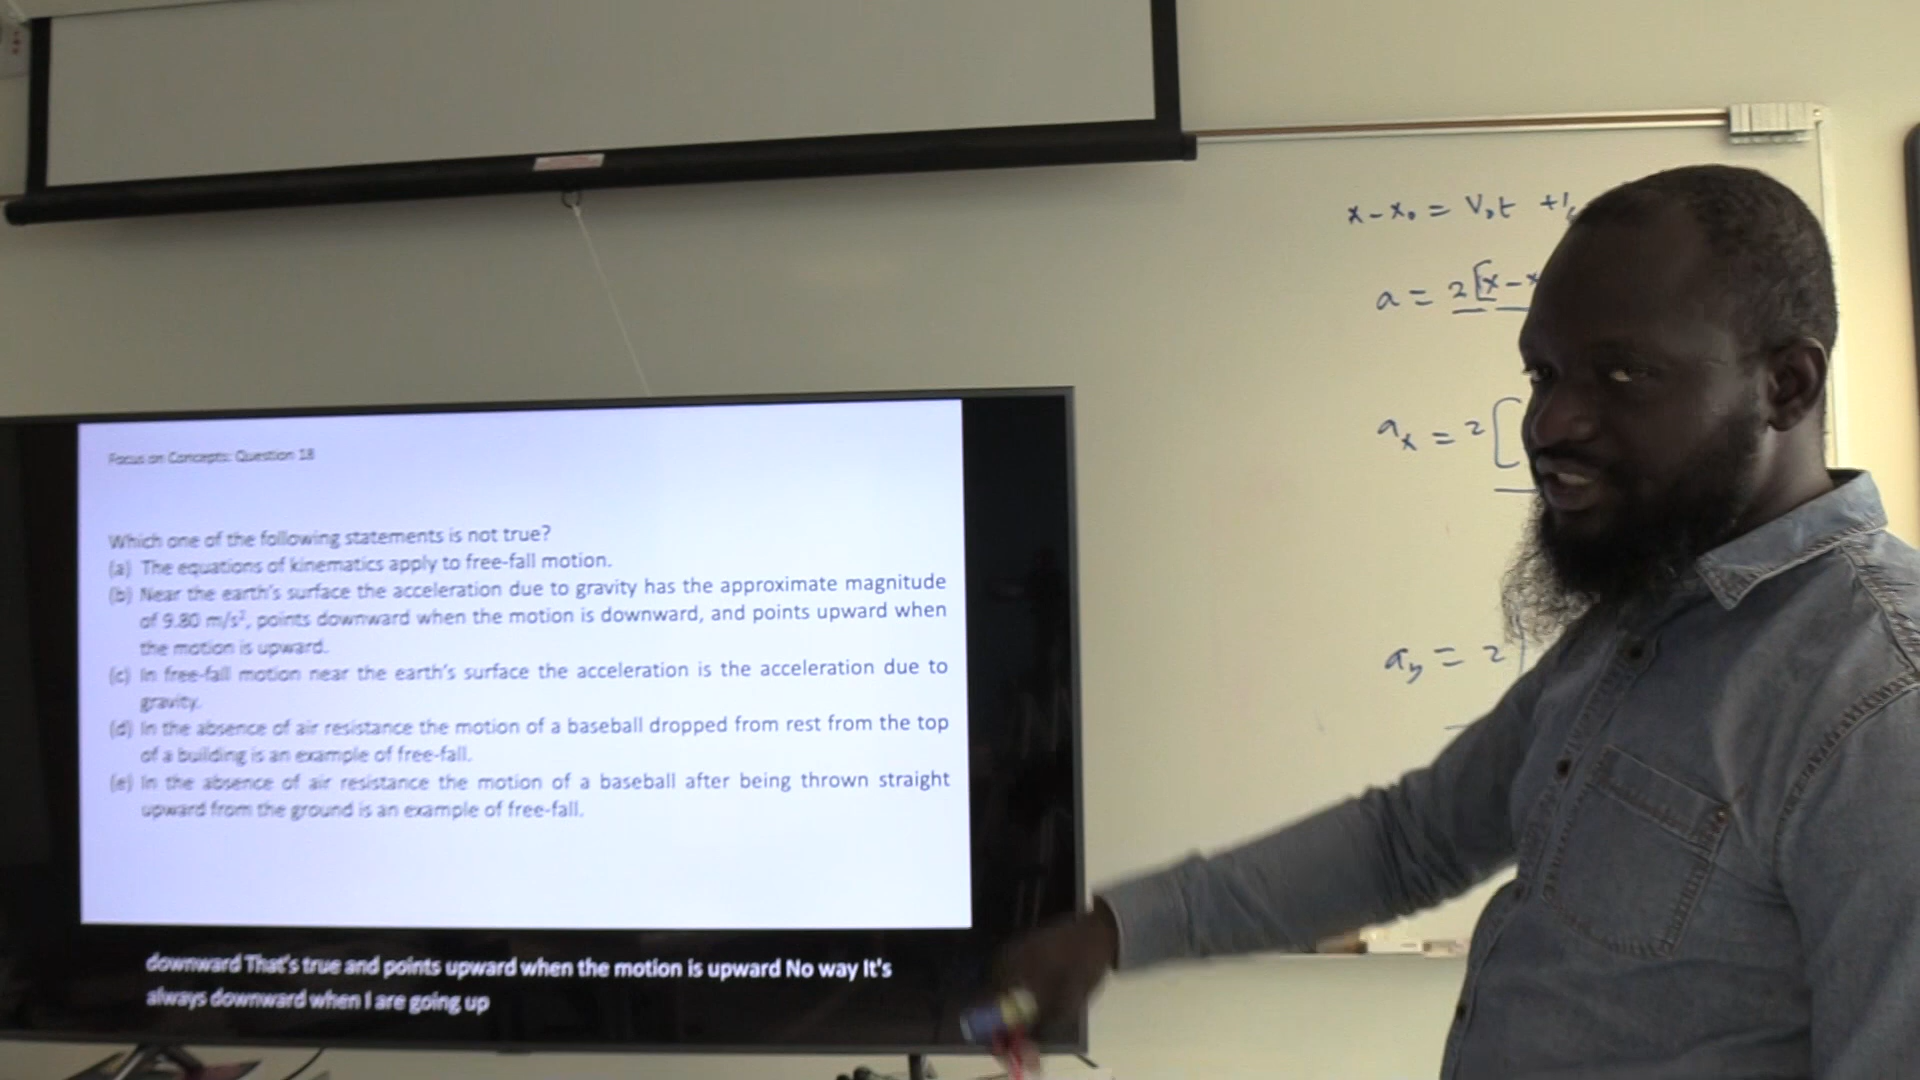 x - x₀ = V₀t + 1/
a = 2[x - x
aₓ = 2[
aᵧ = 2
Focus on Concepts: Question 18
Which one of the following statements is not true?
(a) The equations of kinematics apply to free-fall motion.
(b) Near the earth's surface the acceleration due to gravity has the approximate magnitude
of 9.80 m/s², points downward when the motion is downward, and points upward when
the motion is upward.
(c) In free-fall motion near the earth's surface the acceleration is the acceleration due to
gravity.
(d) In the absence of air resistance the motion of a baseball dropped from rest from the top
of a building is an example of free-fall.
(e) In the absence of air resistance the motion of a baseball after being thrown straight
upward from the ground is an example of free-fall.
downward That's true and points upward when the motion is upward No way It's
always downward when I are going up